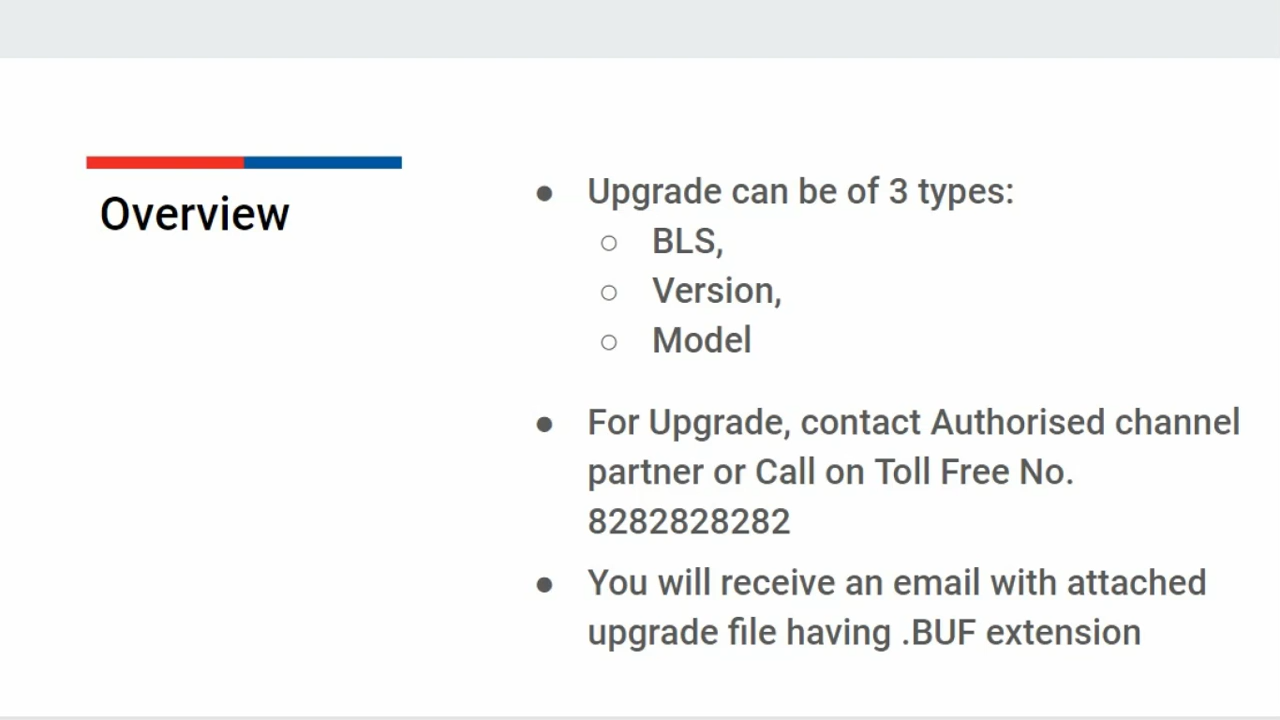 Overview
● Upgrade can be of 3 types:
○ BLS,
○ Version,
○ Model
● For Upgrade, contact Authorised channel
partner or Call on Toll Free No.
8282828282
● You will receive an email with attached
upgrade file having .BUF extension